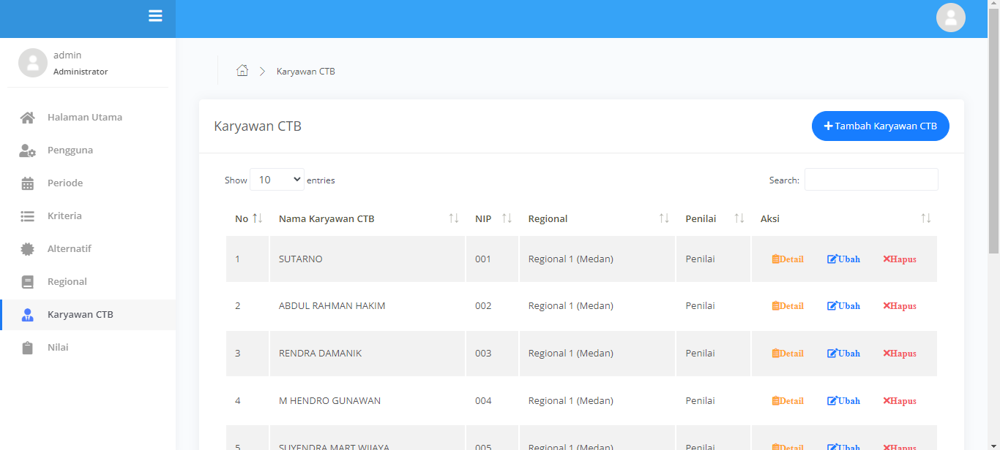 admin
Administrator
Halaman Utama
Pengguna
Periode
Kriteria
Alternatif
Regional
Karyawan CTB
Nilai
Karyawan CTB
Karyawan CTB
Tambah Karyawan CTB
Show 10 entries
Search:
No Nama Karyawan CTB NIP Regional Penilai Aksi
1 SUTARNO 001 Regional 1 (Medan) Penilai Detail Ubah Hapus
2 ABDUL RAHMAN HAKIM 002 Regional 1 (Medan) Penilai Detail Ubah Hapus
3 RENDRA DAMANIK 003 Regional 1 (Medan) Penilai Detail Ubah Hapus
4 M HENDRO GUNAWAN 004 Regional 1 (Medan) Penilai Detail Ubah Hapus
5 SUYENDRA MART WIJAYA 005 Regional 1 (Medan) Penilai Detail Ubah Hapus